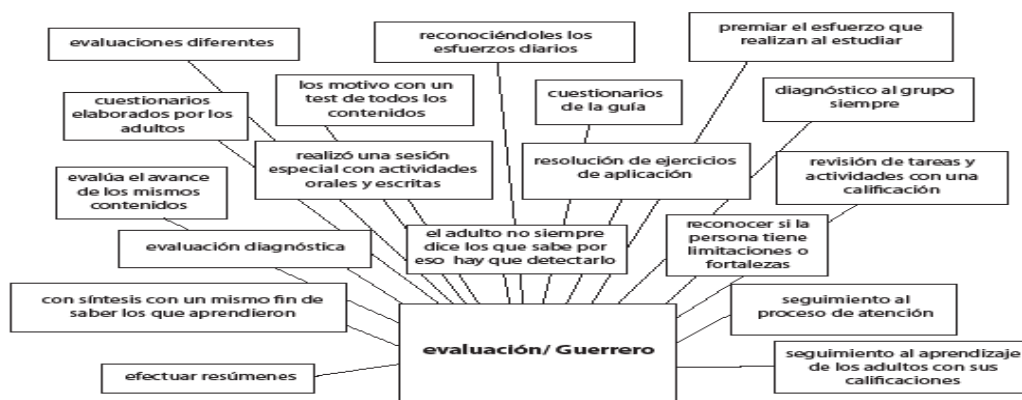 evaluaciones diferentes
reconociéndoles los
esfuerzos diarios
premiar el esfuerzo que
realizan al estudiar
cuestionarios
elaborados por los
adultos
los motivo con un
test de todos los
contenidos
cuestionarios
de la guía
diagnóstico al grupo
siempre
evalúa el avance
de los mismos
contenidos
realizó una sesión
especial con actividades
orales y escritas
resolución de ejercicios
de aplicación
revisión de tareas y
actividades con una
calificación
evaluación diagnóstica
el adulto no siempre
dice los que sabe por
eso hay que detectarlo
reconocer si la
persona tiene
limitaciones o
fortalezas
con síntesis con un mismo fin de
saber los que aprendieron
seguimiento al
proceso de atención
efectuar resúmenes
evaluación/ Guerrero
seguimiento al aprendizaje
de los adultos con sus
calificaciones